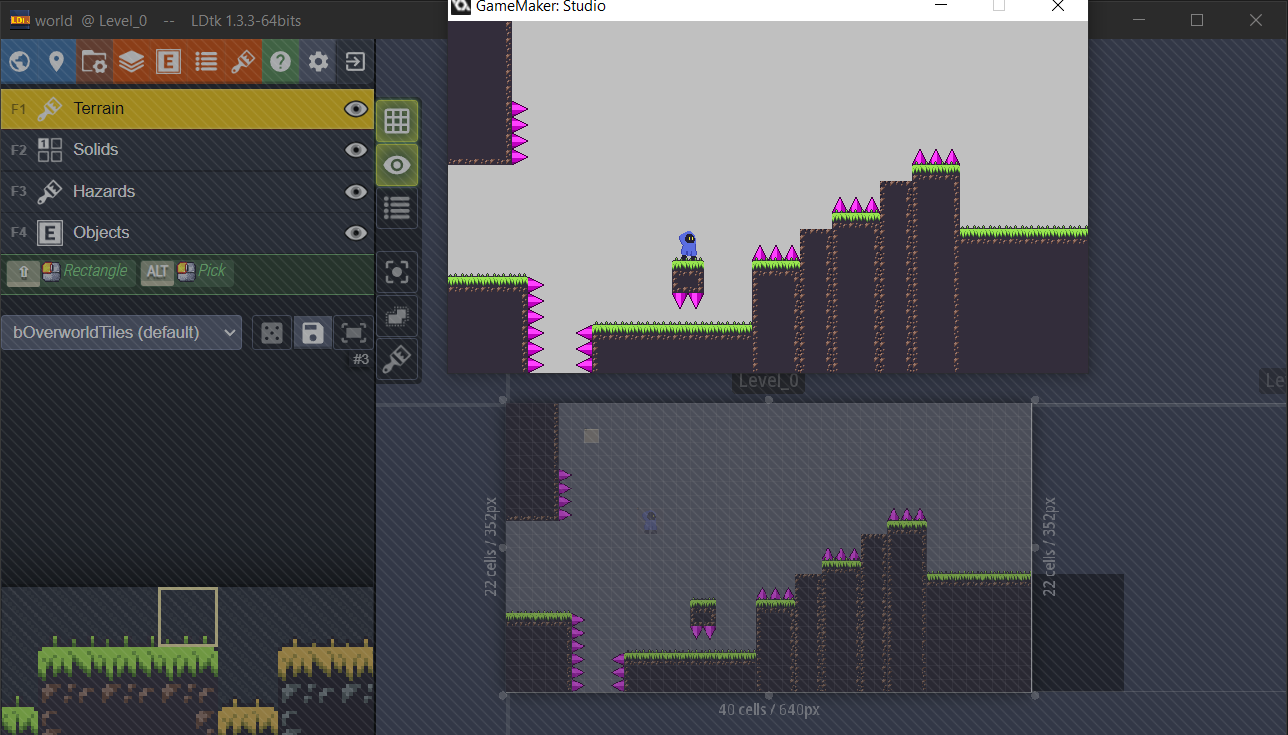 world @ Level_0 -- LDtk 1.3.3-64bits
GameMaker: Studio
F1 Terrain
F2 Solids
F3 Hazards
F4 Objects
Rectangle ALT Pick
bOverworldTiles (default)
#3
Level_0
Le
22 cells / 352px
22 cells / 352px
40 cells / 640px